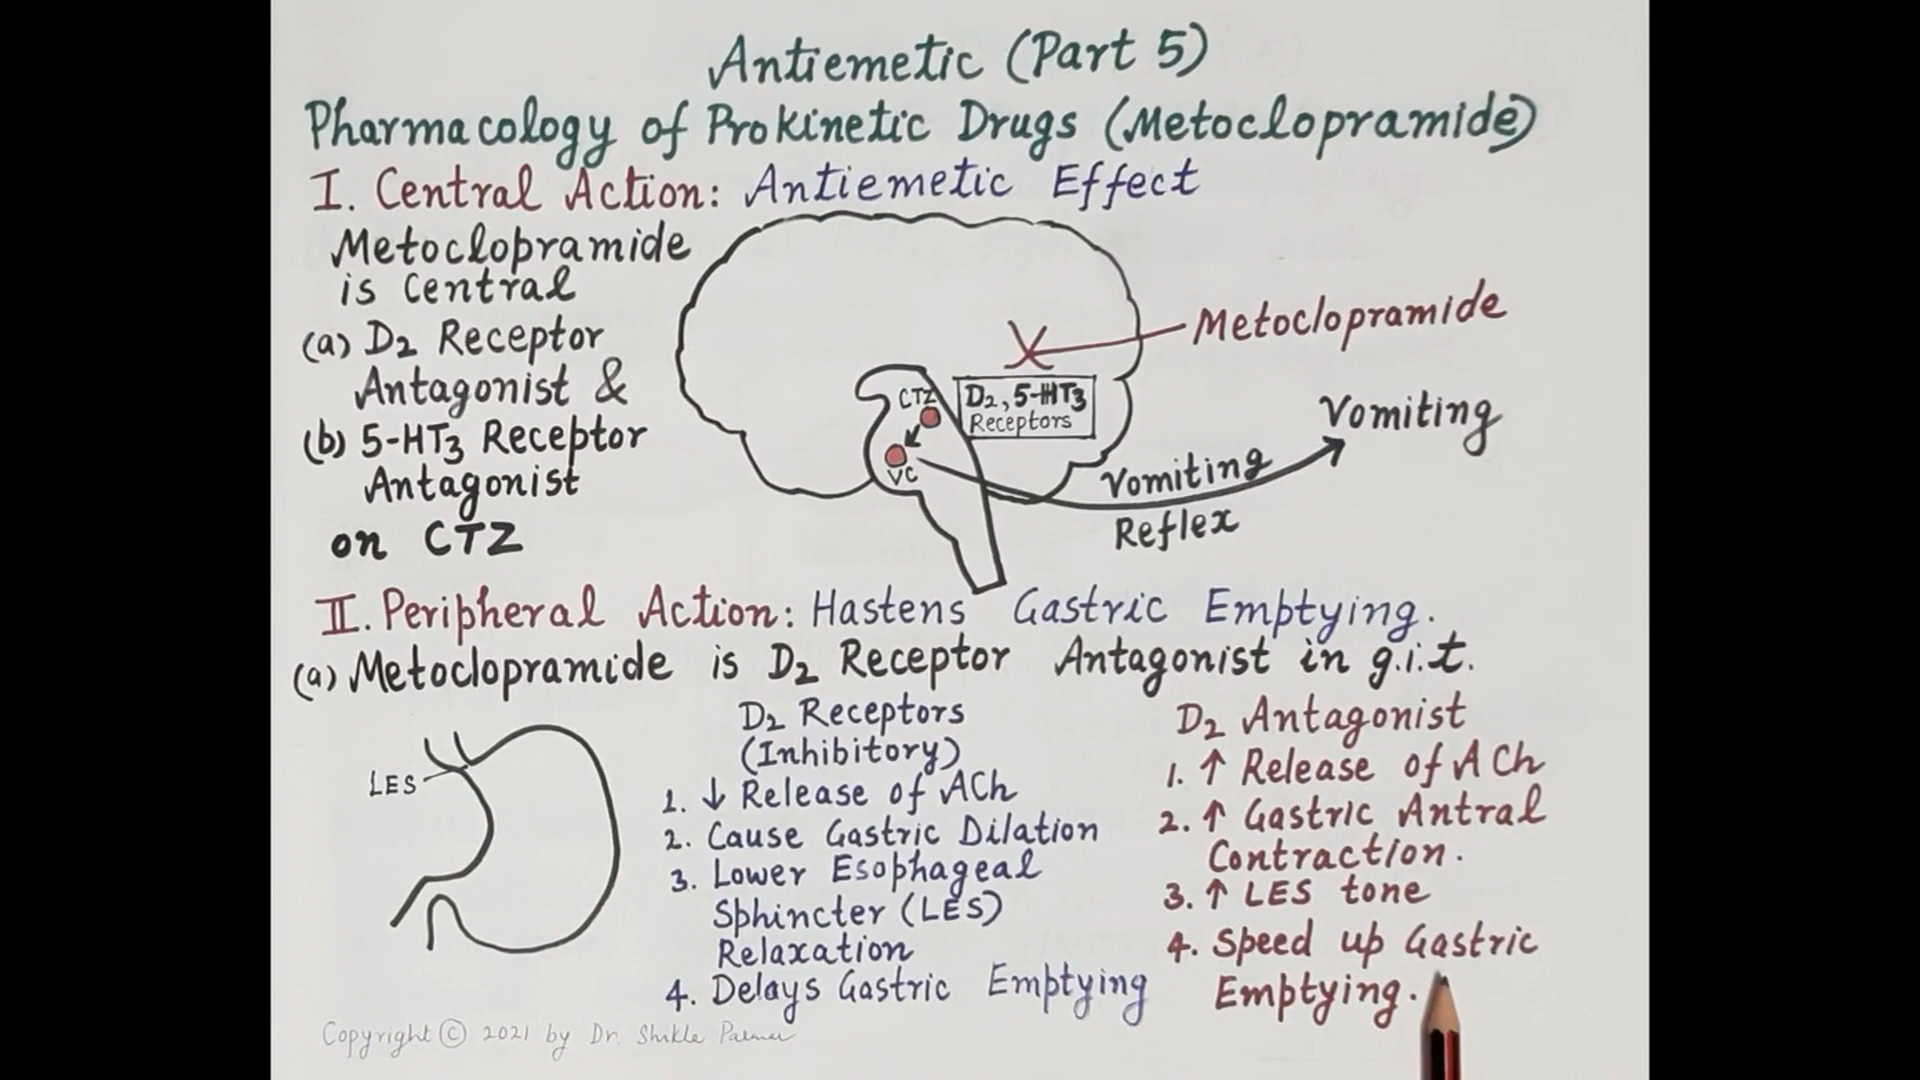 Antiemetic (Part 5)
Pharmacology of Prokinetic Drugs (Metoclopramide)
I. Central Action: Antiemetic Effect
Metoclopramide
is Central
(a) D₂ Receptor
Antagonist &
(b) 5-HT₃ Receptor
Antagonist
on CTZ
Metoclopramide
CTZ
D₂, 5-HT₃
Receptors
VC
Vomiting
Reflex
Vomiting
II. Peripheral Action: Hastens Gastric Emptying.
(a) Metoclopramide is D₂ Receptor Antagonist in g.i.t.
LES
D₂ Receptors
(Inhibitory)
1. ↓ Release of ACh
2. Cause Gastric Dilation
3. Lower Esophageal
Sphincter (LES)
Relaxation
4. Delays Gastric Emptying
D₂ Antagonist
1. ↑ Release of ACh
2. ↑ Gastric Antral
Contraction.
3. ↑ LES tone
4. Speed up Gastric
Emptying.
Copyright © 2021 by Dr.